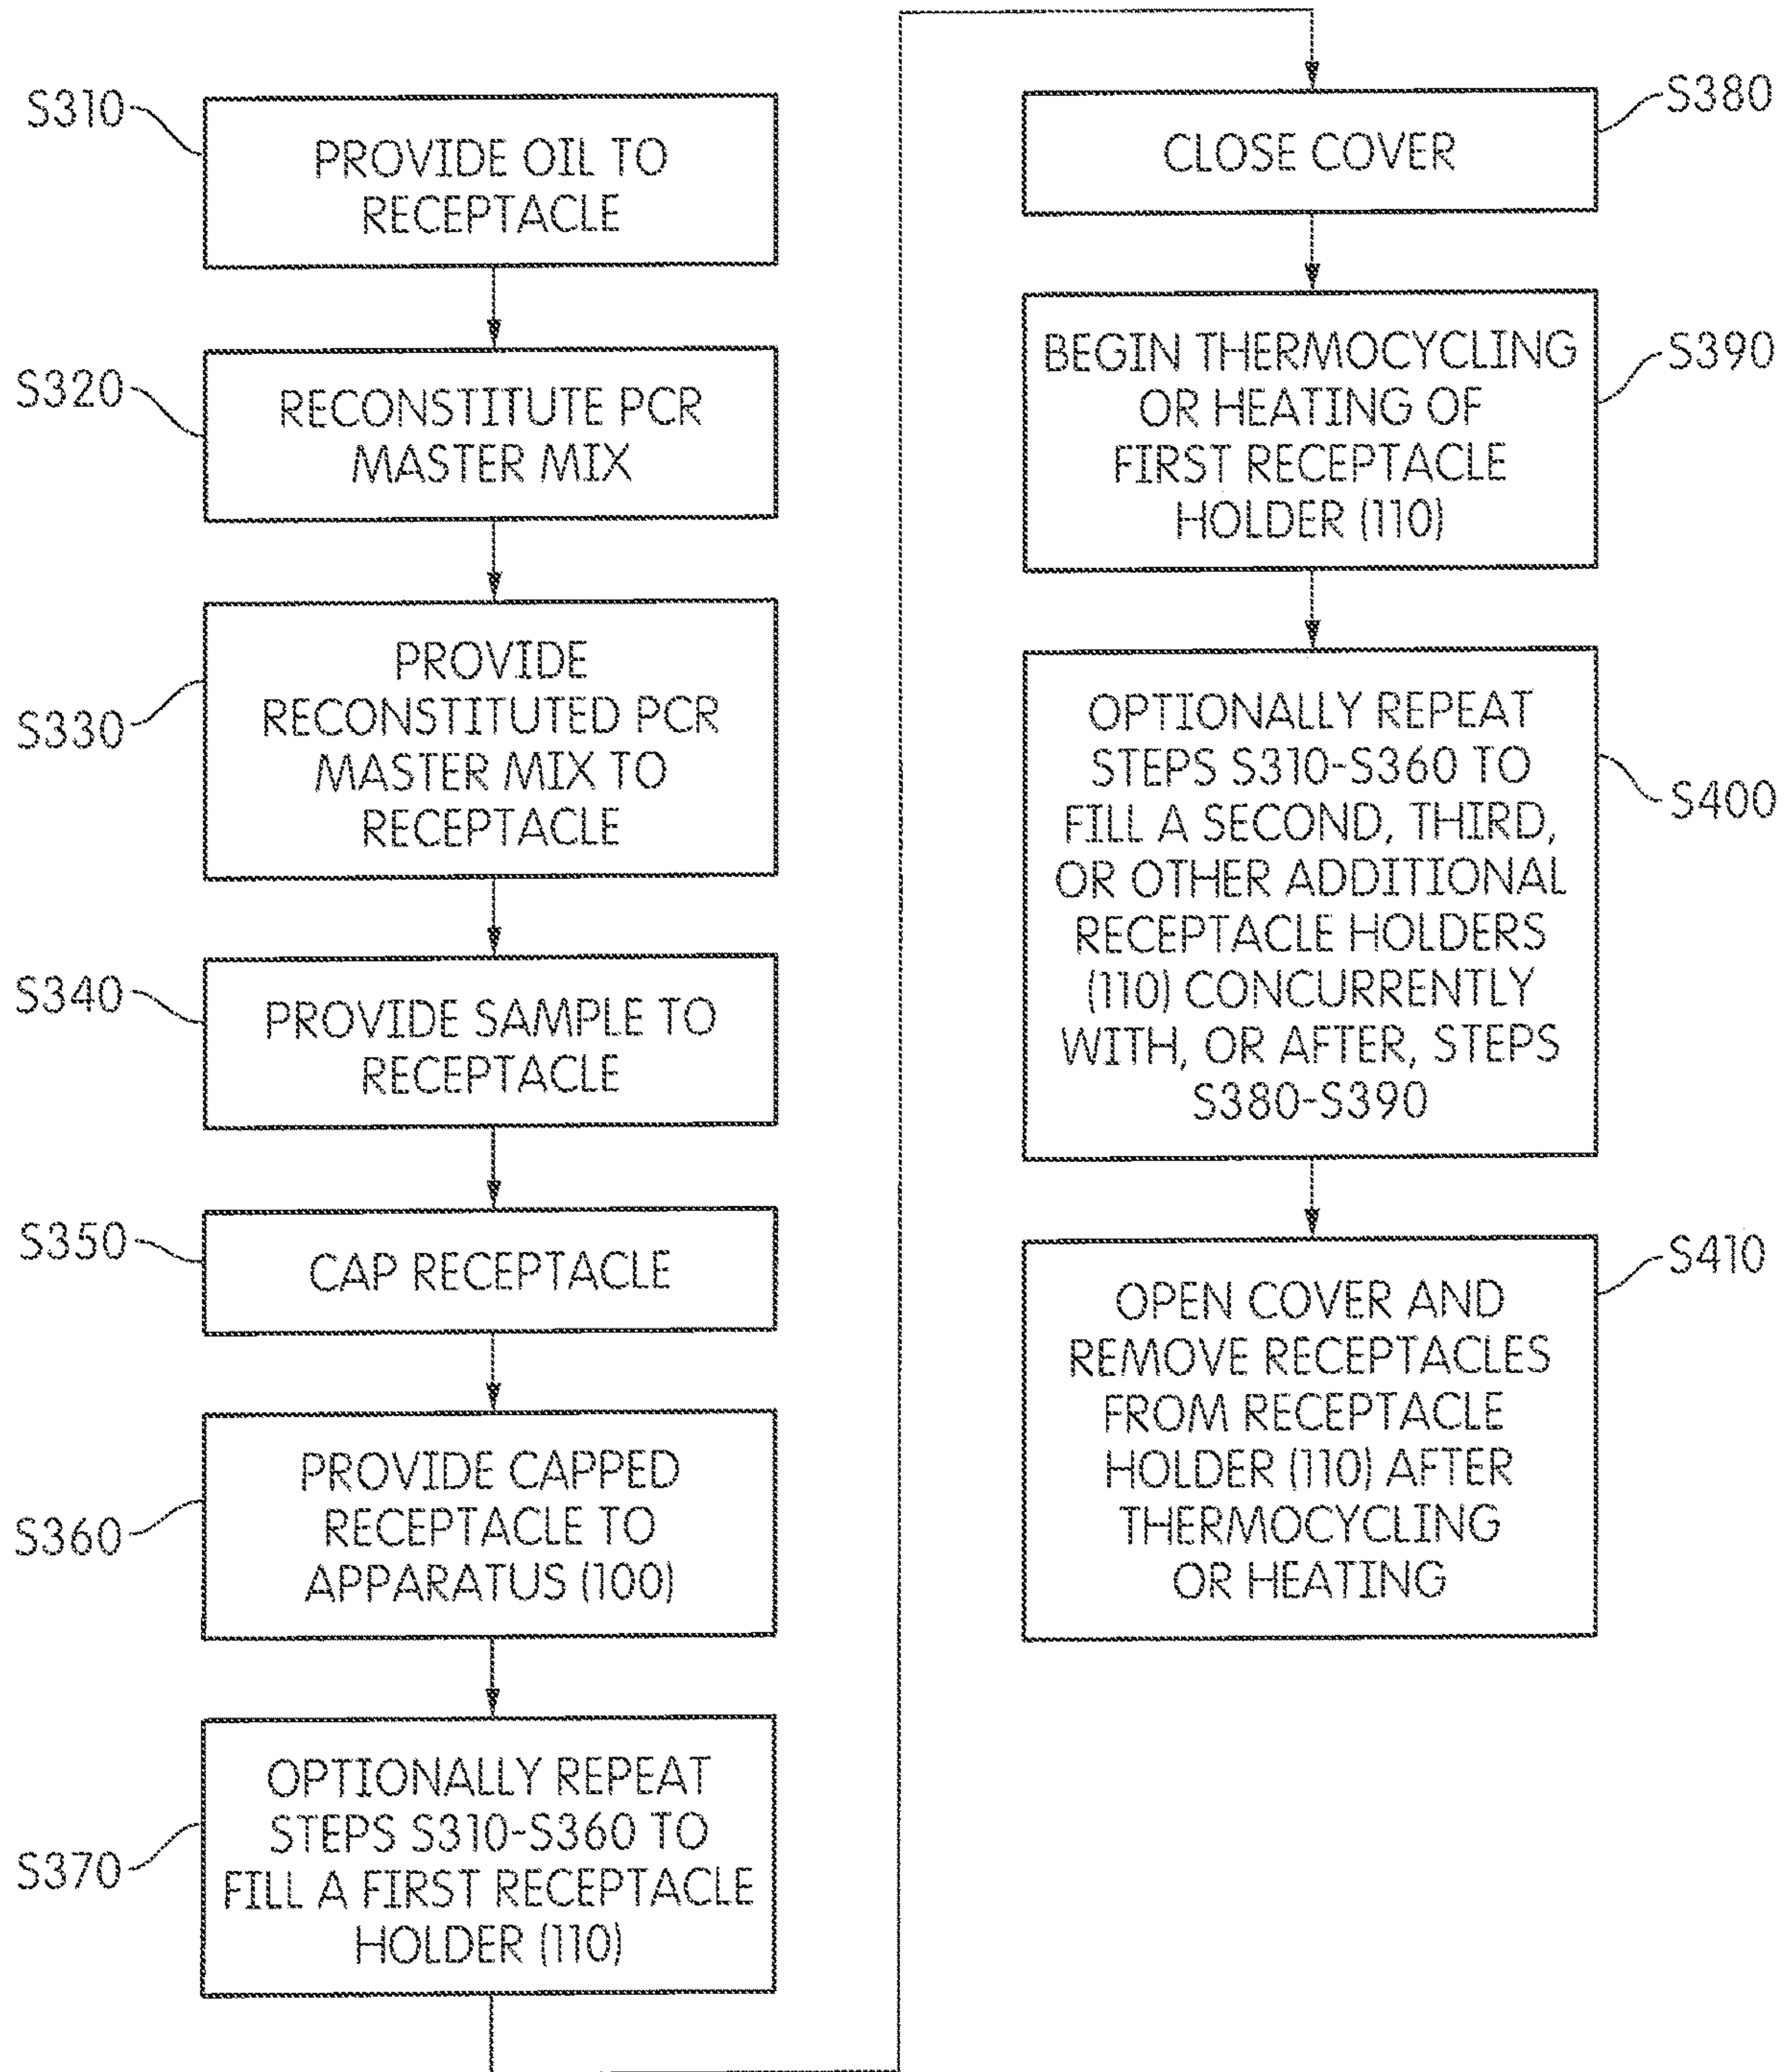 S310
PROVIDE OIL TO
RECEPTACLE
S320
RECONSTITUTE PCR
MASTER MIX
S330
PROVIDE
RECONSTITUTED PCR
MASTER MIX TO
RECEPTACLE
S340
PROVIDE SAMPLE TO
RECEPTACLE
S350
CAP RECEPTACLE
S360
PROVIDE CAPPED
RECEPTACLE TO
APPARATUS (100)
S370
OPTIONALLY REPEAT
STEPS S310-S360 TO
FILL A FIRST RECEPTACLE
HOLDER (110)
S380
CLOSE COVER
S390
BEGIN THERMOCYCLING
OR HEATING OF
FIRST RECEPTACLE
HOLDER (110)
S400
OPTIONALLY REPEAT
STEPS S310-S360 TO
FILL A SECOND, THIRD,
OR OTHER ADDITIONAL
RECEPTACLE HOLDERS
(110) CONCURRENTLY
WITH, OR AFTER, STEPS
S380-S390
S410
OPEN COVER AND
REMOVE RECEPTACLES
FROM RECEPTACLE
HOLDER (110) AFTER
THERMOCYCLING
OR HEATING